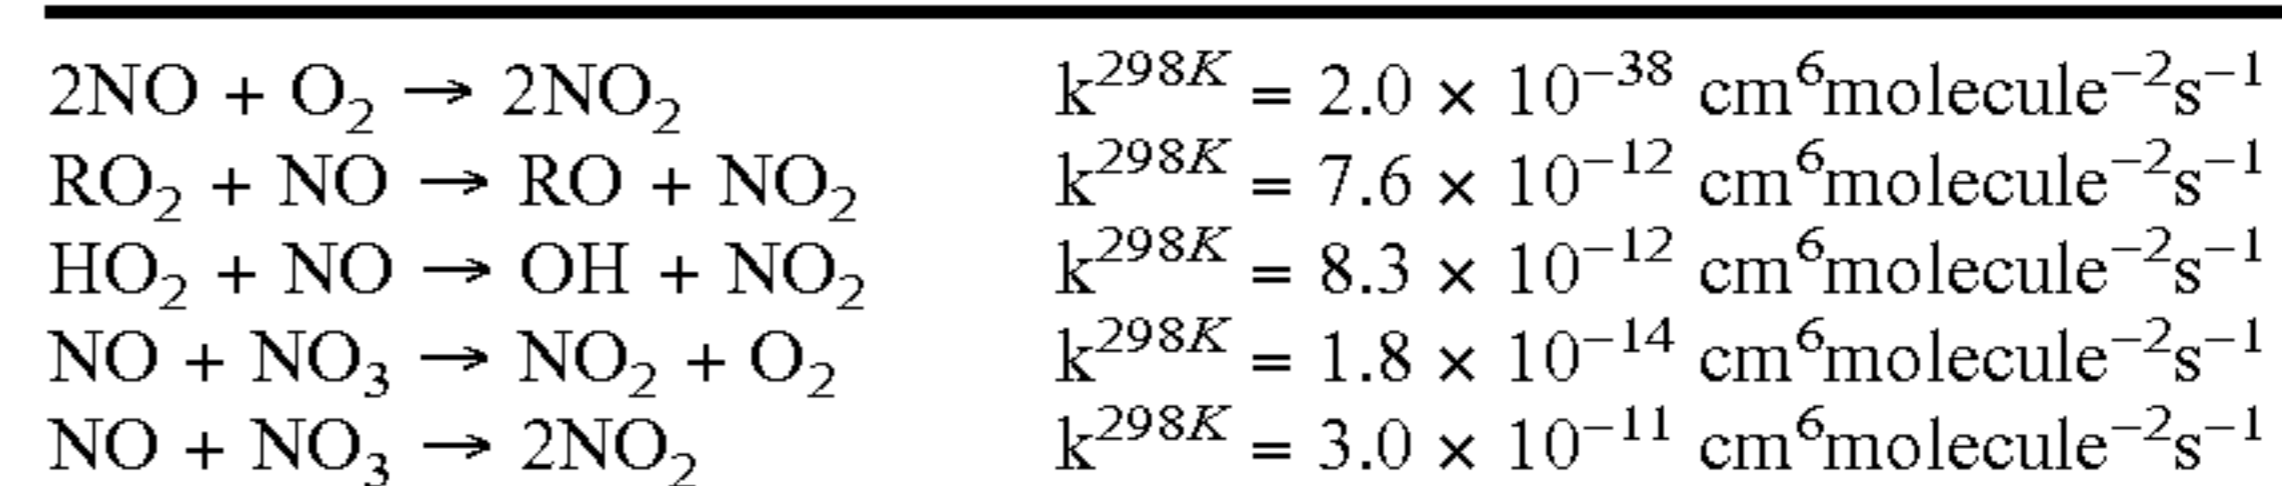 2NO + O₂ → 2NO₂ k²⁹⁸ᴷ = 2.0 × 10⁻³⁸ cm⁶molecule⁻²s⁻¹
RO₂ + NO → RO + NO₂ k²⁹⁸ᴷ = 7.6 × 10⁻¹² cm⁶molecule⁻²s⁻¹
HO₂ + NO → OH + NO₂ k²⁹⁸ᴷ = 8.3 × 10⁻¹² cm⁶molecule⁻²s⁻¹
NO + NO₃ → NO₂ + O₂ k²⁹⁸ᴷ = 1.8 × 10⁻¹⁴ cm⁶molecule⁻²s⁻¹
NO + NO₃ → 2NO₂ k²⁹⁸ᴷ = 3.0 × 10⁻¹¹ cm⁶molecule⁻²s⁻¹